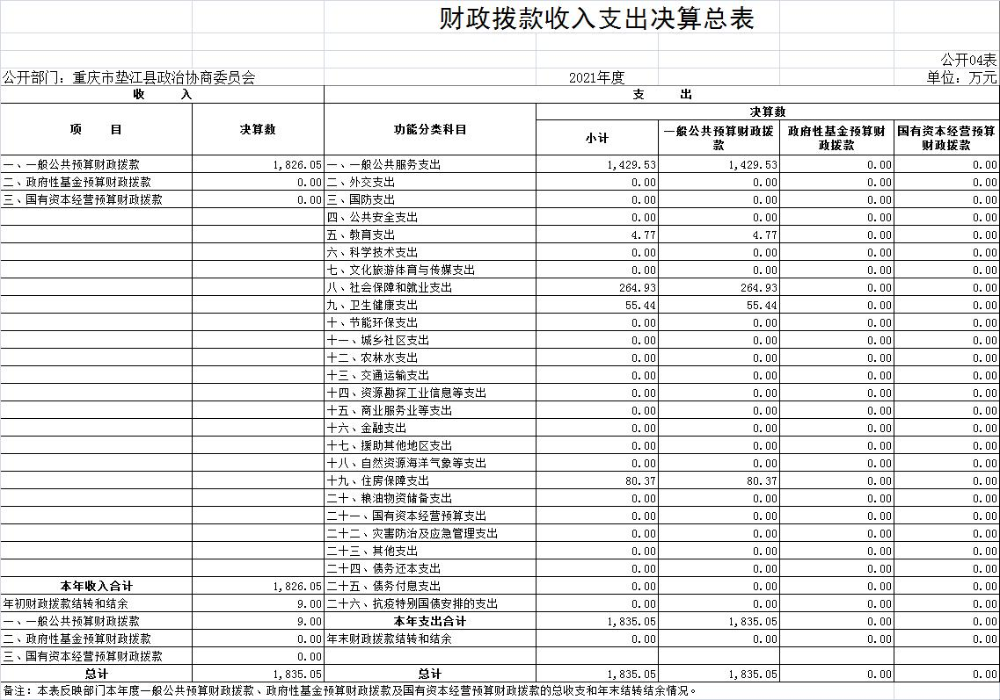 财政拨款收入支出决算总表
公开04表
公开部门：重庆市垫江县政治协商委员会 2021年度 单位：万元
收 入 支 出
项 目 决算数 功能分类科目 决算数
小计 一般公共预算财政拨款 政府性基金预算财政拨款 国有资本经营预算财政拨款
一、一般公共预算财政拨款 1,826.05 一、一般公共服务支出 1,429.53 1,429.53 0.00 0.00
二、政府性基金预算财政拨款 0.00 二、外交支出 0.00 0.00 0.00 0.00
三、国有资本经营预算财政拨款 0.00 三、国防支出 0.00 0.00 0.00 0.00
四、公共安全支出 0.00 0.00 0.00 0.00
五、教育支出 4.77 4.77 0.00 0.00
六、科学技术支出 0.00 0.00 0.00 0.00
七、文化旅游体育与传媒支出 0.00 0.00 0.00 0.00
八、社会保障和就业支出 264.93 264.93 0.00 0.00
九、卫生健康支出 55.44 55.44 0.00 0.00
十、节能环保支出 0.00 0.00 0.00 0.00
十一、城乡社区支出 0.00 0.00 0.00 0.00
十二、农林水支出 0.00 0.00 0.00 0.00
十三、交通运输支出 0.00 0.00 0.00 0.00
十四、资源勘探工业信息等支出 0.00 0.00 0.00 0.00
十五、商业服务业等支出 0.00 0.00 0.00 0.00
十六、金融支出 0.00 0.00 0.00 0.00
十七、援助其他地区支出 0.00 0.00 0.00 0.00
十八、自然资源海洋气象等支出 0.00 0.00 0.00 0.00
十九、住房保障支出 80.37 80.37 0.00 0.00
二十、粮油物资储备支出 0.00 0.00 0.00 0.00
二十一、国有资本经营预算支出 0.00 0.00 0.00 0.00
二十二、灾害防治及应急管理支出 0.00 0.00 0.00 0.00
二十三、其他支出 0.00 0.00 0.00 0.00
二十四、债务还本支出 0.00 0.00 0.00 0.00
本年收入合计 1,826.05 二十五、债务付息支出 0.00 0.00 0.00 0.00
年初财政拨款结转和结余 9.00 二十六、抗疫特别国债安排的支出 0.00 0.00 0.00 0.00
一、一般公共预算财政拨款 9.00 本年支出合计 1,835.05 1,835.05 0.00 0.00
二、政府性基金预算财政拨款 0.00 年末财政拨款结转和结余 0.00 0.00 0.00 0.00
三、国有资本经营预算财政拨款 0.00
总计 1,835.05 总计 1,835.05 1,835.05 0.00 0.00
备注：本表反映部门本年度一般公共预算财政拨款、政府性基金预算财政拨款及国有资本经营预算财政拨款的总收支和年末结转结余情况。